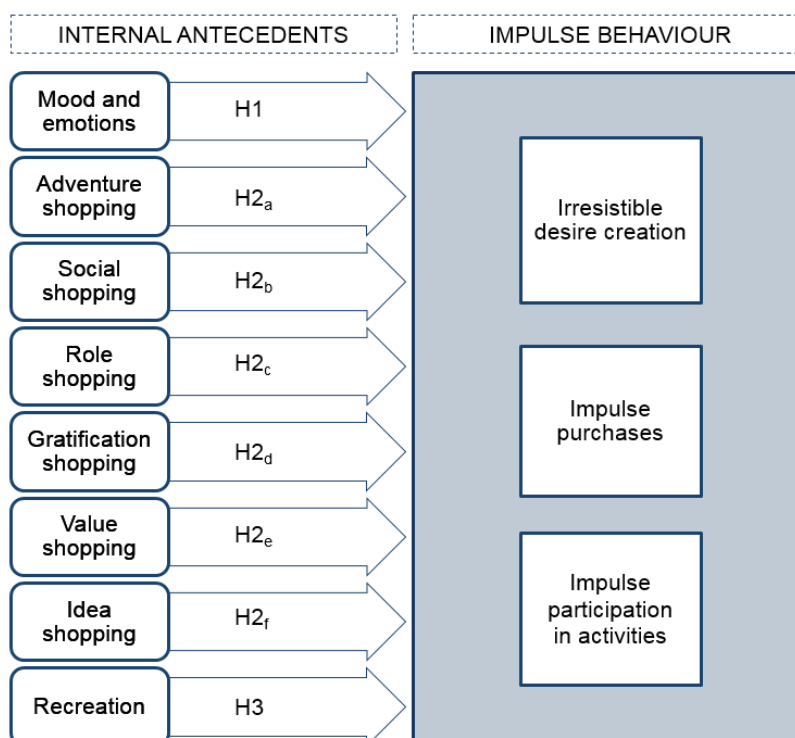 INTERNAL ANTECEDENTS
IMPULSE BEHAVIOUR
Mood and
emotions
H1
Adventure
shopping
H2a
Social
shopping
H2b
Role
shopping
H2c
Gratification
shopping
H2d
Value
shopping
H2e
Idea
shopping
H2f
Recreation
H3
Irresistible
desire creation
Impulse
purchases
Impulse
participation
in activities